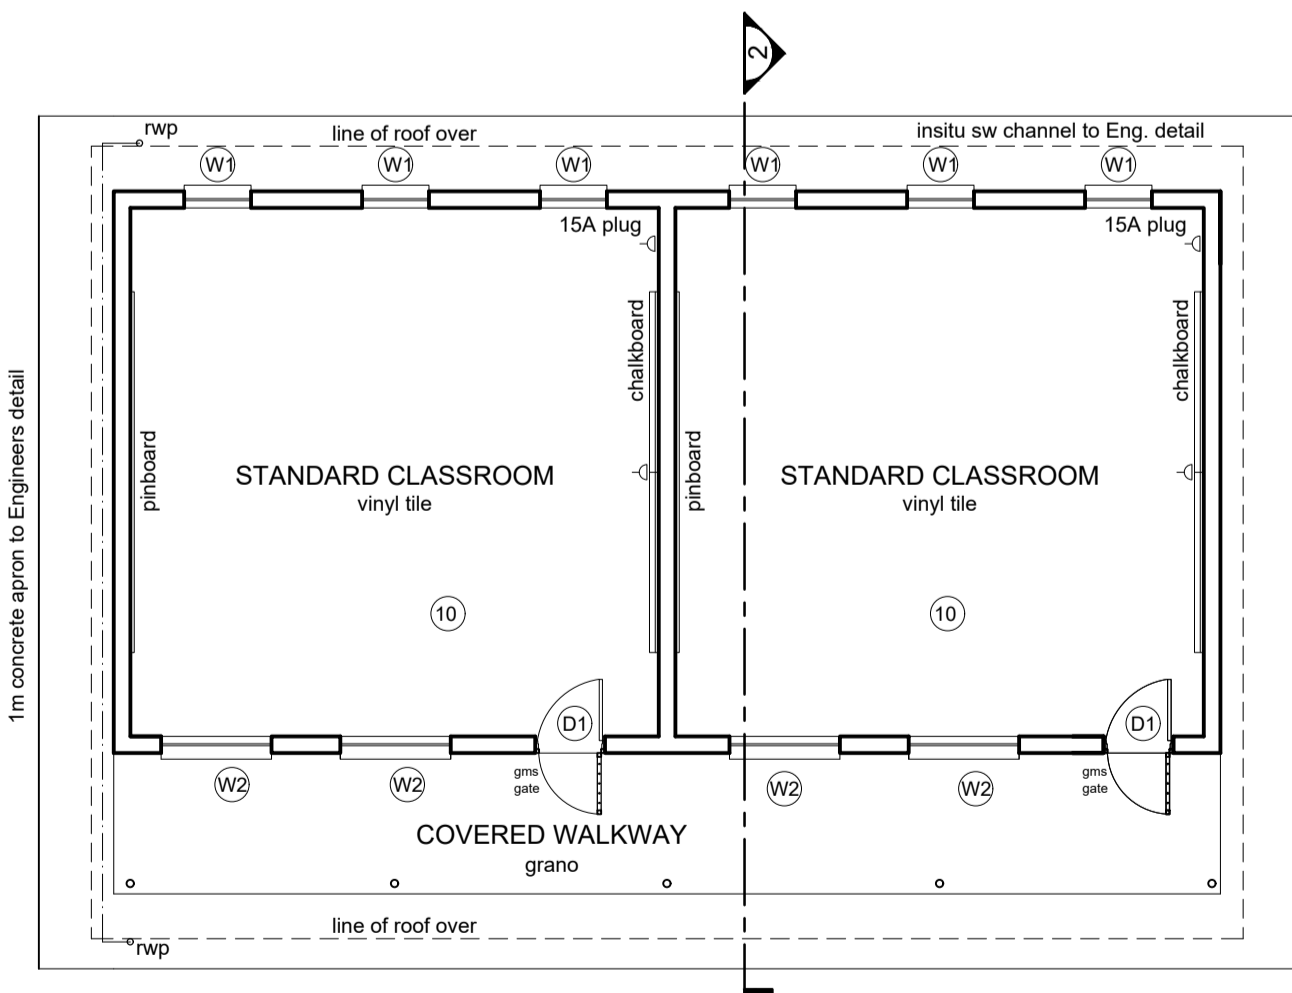 2
rwp
line of roof over
insitu sw channel to Eng. detail
W1
W1
W1
W1
W1
W1
15A plug
15A plug
chalkboard
chalkboard
pinboard
pinboard
1m concrete apron to Engineers detail
STANDARD CLASSROOM
vinyl tile
STANDARD CLASSROOM
vinyl tile
10
10
D1
D1
W2
W2
gms
gate
W2
W2
gms
gate
COVERED WALKWAY
grano
line of roof over
rwp